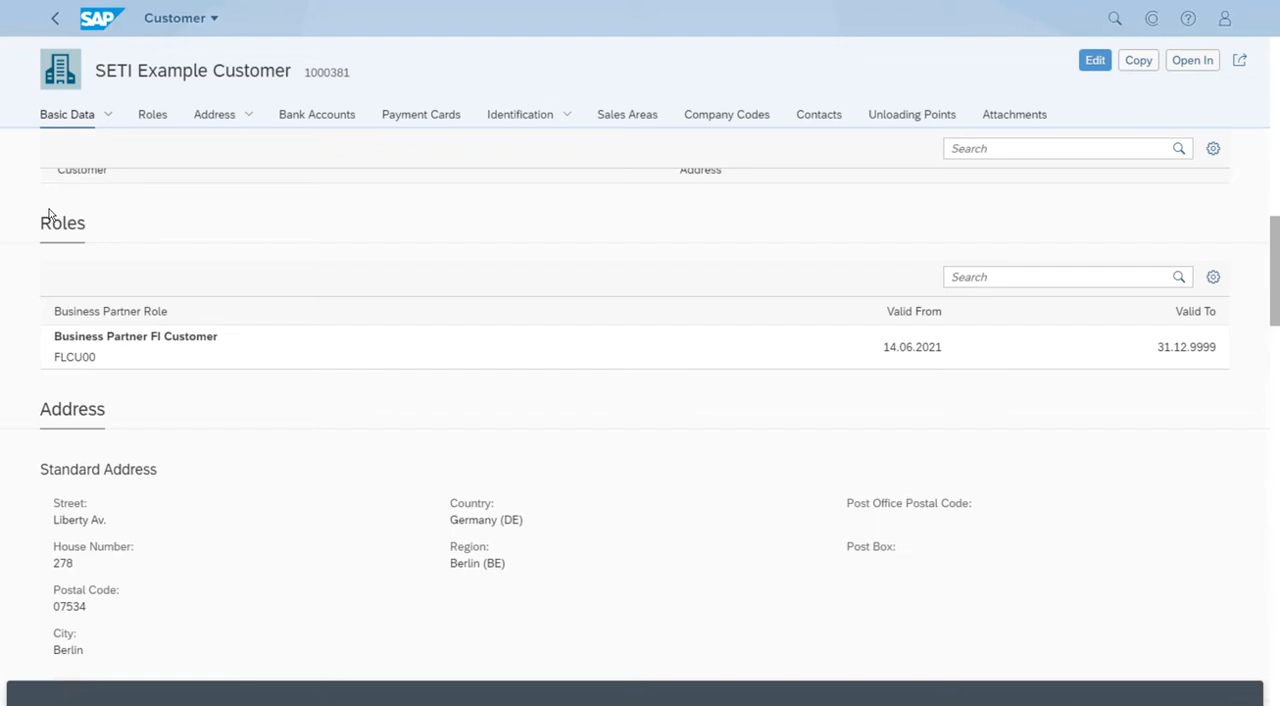 SAP Customer
SETI Example Customer 1000381
Edit Copy Open In
Basic Data Roles Address Bank Accounts Payment Cards Identification Sales Areas Company Codes Contacts Unloading Points Attachments
Search
Customer Address
Roles
Search
Business Partner Role Valid From Valid To
Business Partner FI Customer
FLCU00 14.06.2021 31.12.9999
Address
Standard Address
Street: Country: Post Office Postal Code:
Liberty Av. Germany (DE)
House Number: Region: Post Box:
278 Berlin (BE)
Postal Code:
07534
City:
Berlin